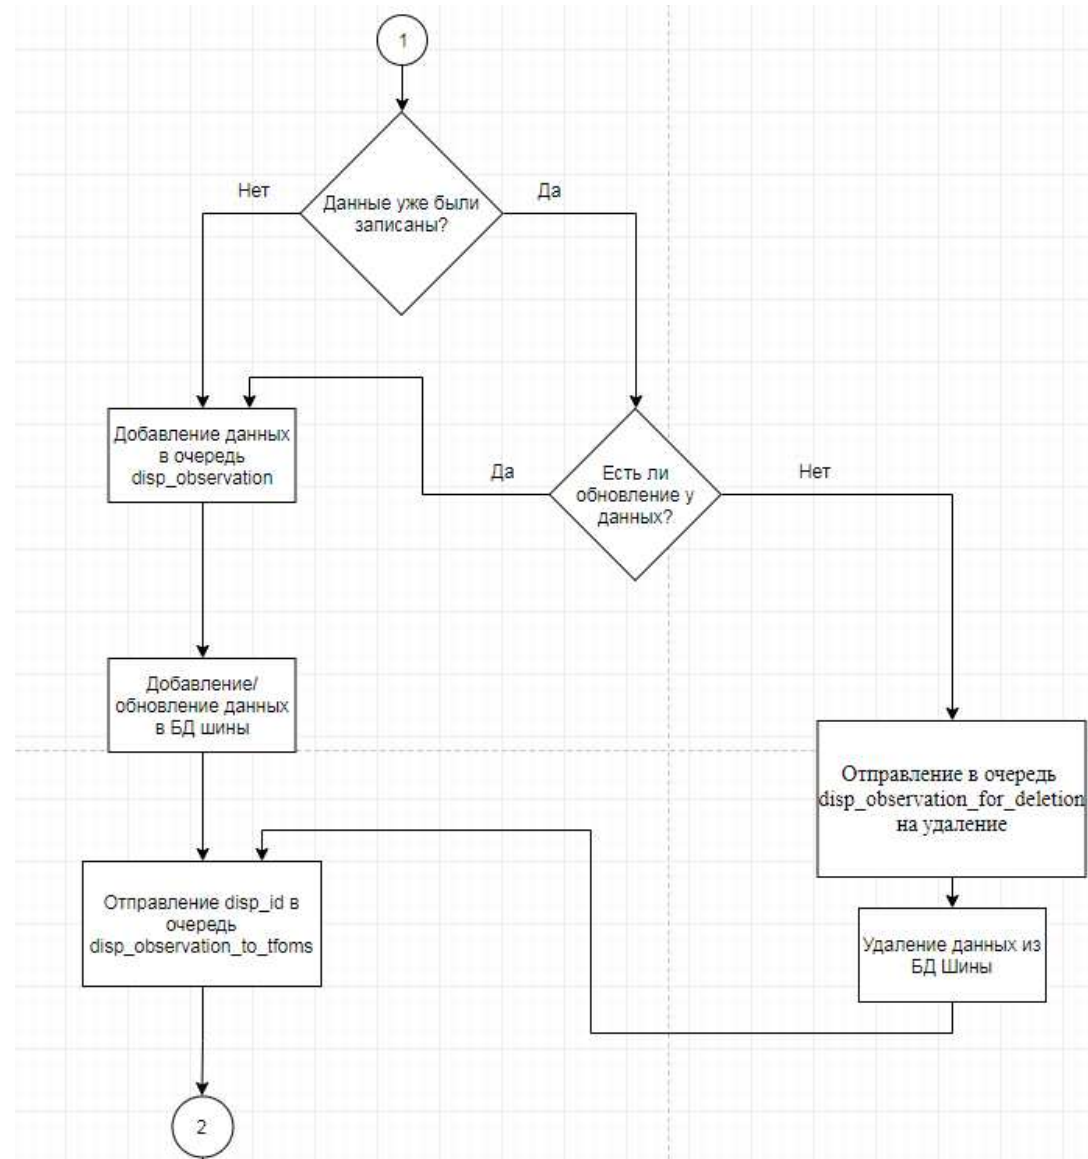 1
Данные уже были
записаны?
Нет
Да
Добавление данных
в очередь
disp_observation
Есть ли
обновление у
данных?
Да
Нет
Добавление/
обновление данных
в БД шины
Отправление в очередь
disp_observation_for_deletion
на удаление
Отправление disp_id в
очередь
disp_observation_to_tfoms
Удаление данных из
БД Шины
2